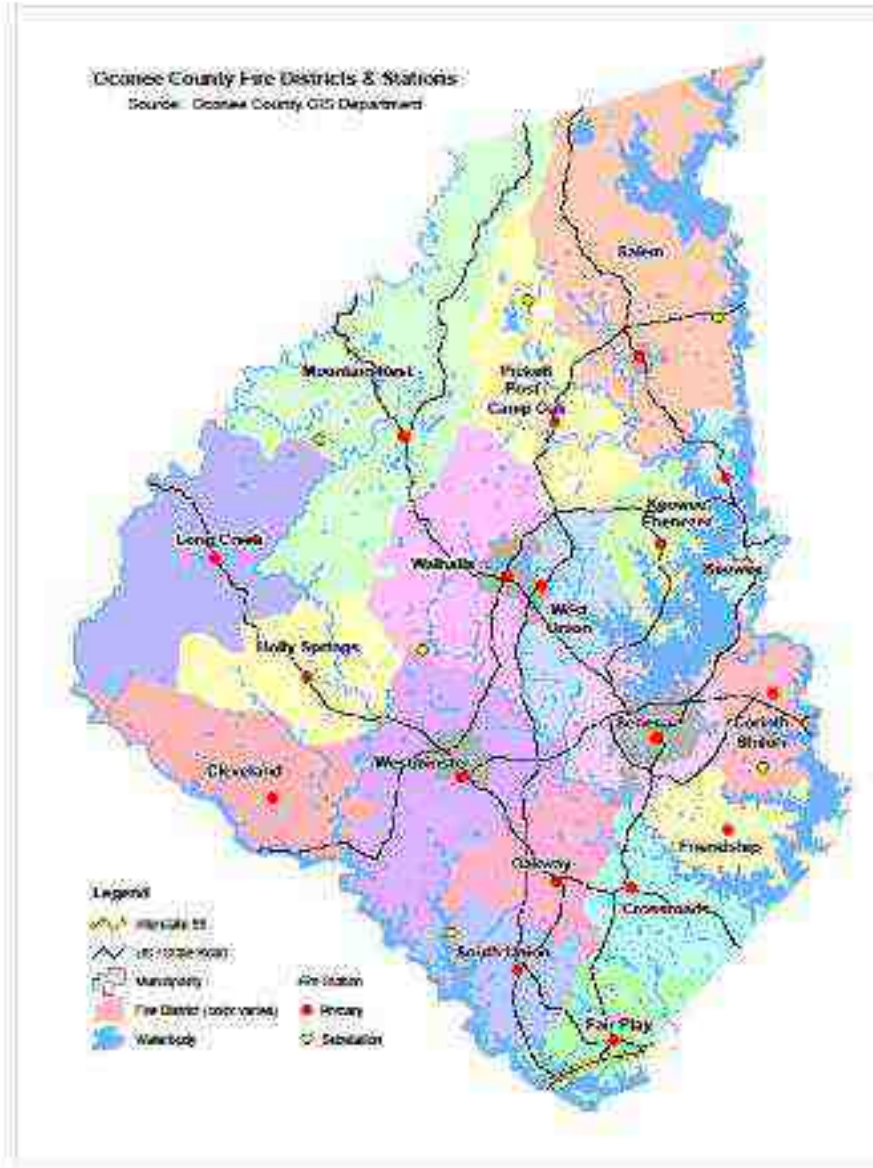 Oconee County Fire Districts & Stations
Source: Oconee County GIS Department
Salem
Mountain Rest
Pickett
Post
Camp Oak
Keowee
Ebenezer
Long Creek
Walhalla
Keowee
West
Union
Holly Springs
Seneca
Corinth
Shiloh
Westminster
Cleveland
Friendship
Oakway
Crossroads
South Union
Fair Play
Legend
Interstate 85
Municipality
Fire Station
Fire District (color varies)
Primary
Waterbody
Substation